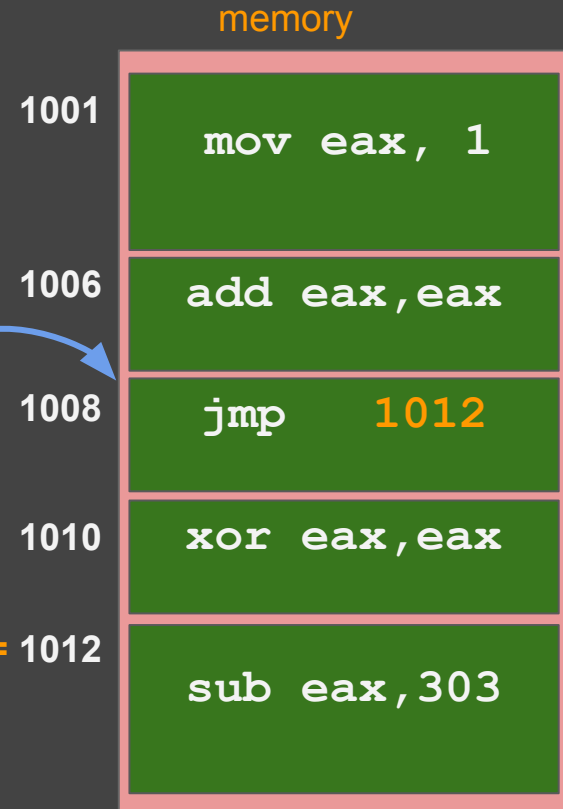 memory
1001 mov eax, 1
1006 add eax,eax
1008 jmp 1012
1010 xor eax,eax
= 1012 sub eax,303